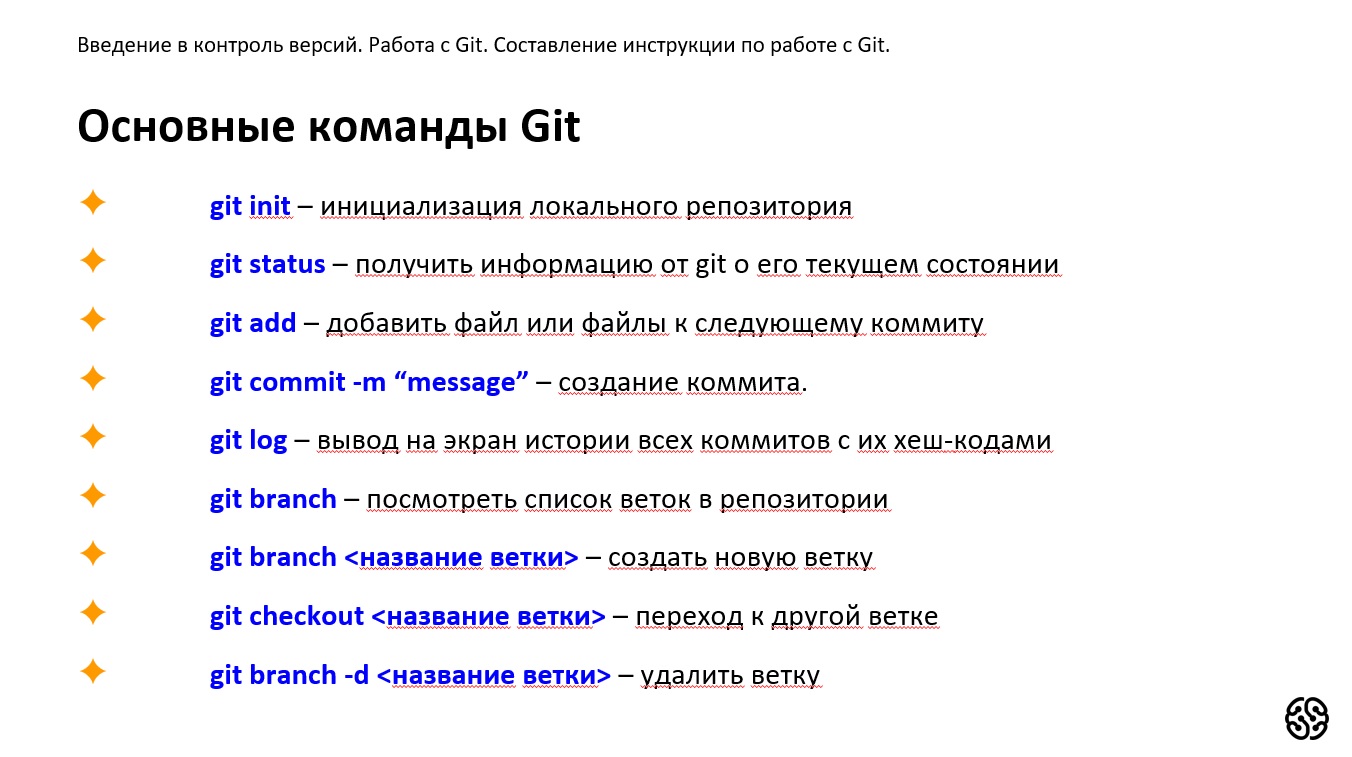 Введение в контроль версий. Работа с Git. Составление инструкции по работе с Git.
Основные команды Git
git init – инициализация локального репозитория
git status – получить информацию от git о его текущем состоянии
git add – добавить файл или файлы к следующему коммиту
git commit -m “message” – создание коммита.
git log – вывод на экран истории всех коммитов с их хеш-кодами
git branch – посмотреть список веток в репозитории
git branch <название ветки> – создать новую ветку
git checkout <название ветки> – переход к другой ветке
git branch -d <название ветки> – удалить ветку